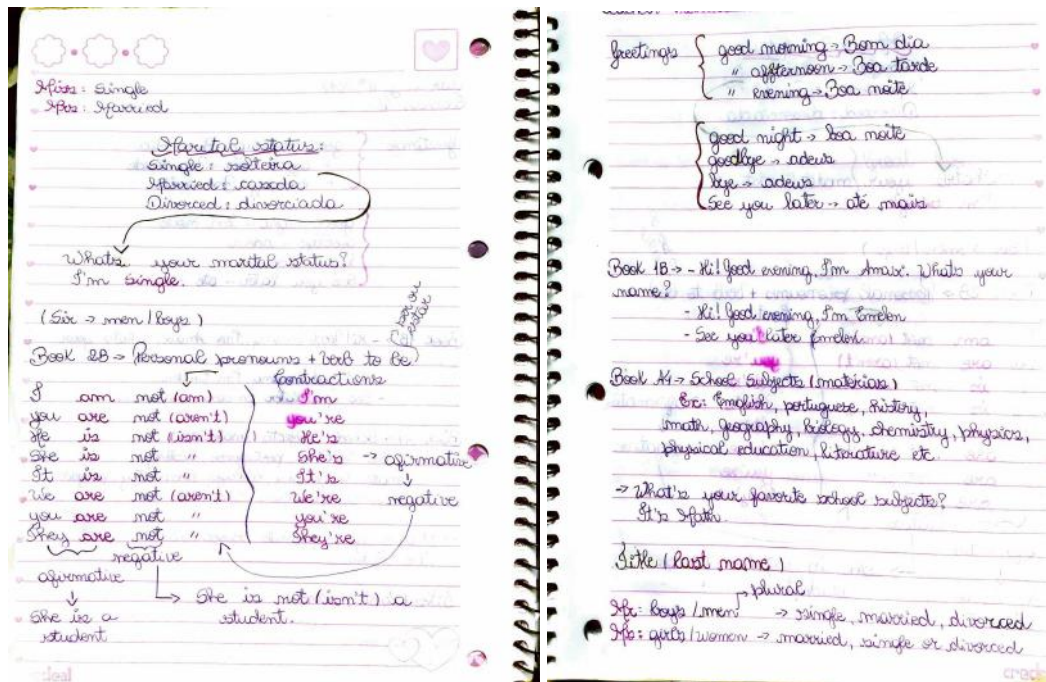 Miss: Single
Mrs: Married
Marital status:
Single: solteira
Married: casada
Divorced: divorciada
Whats your marital status?
I'm single.
(Sir → men / boys)
ser ou estar
Book 2B → Personal pronouns + verb to be
Contractions
I am not (am) I'm
you are not (aren't) you're
He is not (isn't) He's
She is not " She's → afirmative
It is not " It's
We are not (aren't) We're negative
you are not " you're
They are not " They're
negative
afirmative
She is not (isn't) a student.
She is a student
Greetings
good morning → Bom dia
" affternoon → Boa tarde
" evening → Boa noite
good night → boa noite
goodbye → adeus
bye → adeus
See you later → até mais
Book 1B → - Hi! Good evening, I'm Whats your
name?
- Hi! Good evening, I'm Emelon
- See you later Emelon.
Book → School Subjects (matérias)
Ex: English, portuguese, history,
math, geography, biology, chemistry, physics,
physical education, literature etc.
→ What's your favorite school subjects?
It's Math.
Title (last name)
plural
Mr: boys / men → single, married, divorced
Ms: girls / women → married, single or divorced